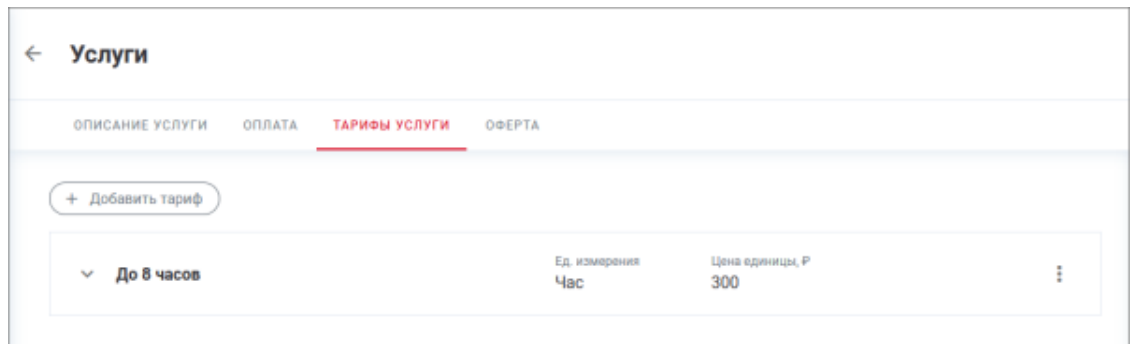 Услуги
ОПИСАНИЕ УСЛУГИ ОПЛАТА ТАРИФЫ УСЛУГИ ОФЕРТА
+ Добавить тариф
Ед. измерения Цена единицы, ₽
До 8 часов Час 300